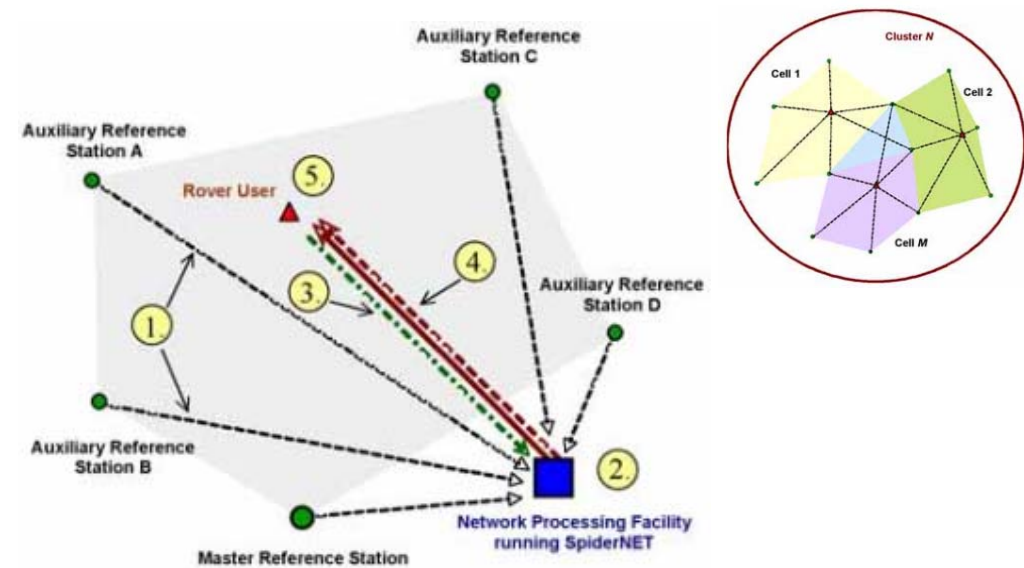 Auxiliary Reference
Station C
Auxiliary Reference
Station A
5.
Rover User
4.
3.
Auxiliary Reference
Station D
1.
Auxiliary Reference
Station B
2.
Network Processing Facility
running SpiderNET
Master Reference Station
Cluster N
Cell 1
Cell 2
Cell M